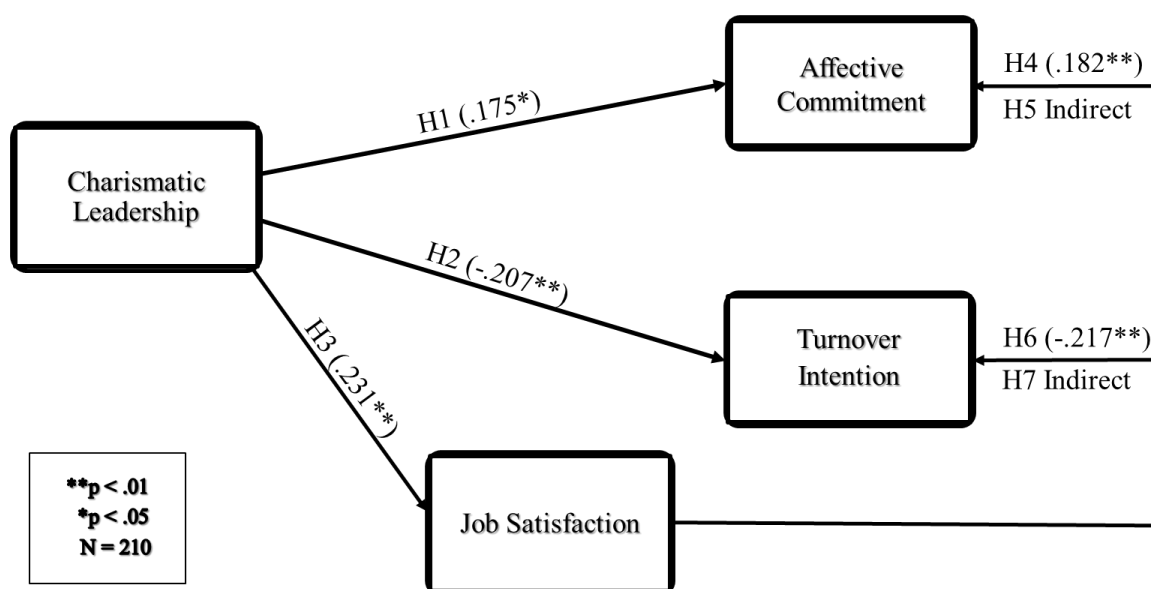 Affective
Commitment
H4 (.182**)
H5 Indirect
H1 (.175*)
Charismatic
Leadership
H2 (-.207**)
Turnover
Intention
H6 (-.217**)
H7 Indirect
H3 (.231**)
Job Satisfaction
**p < .01
*p < .05
N = 210